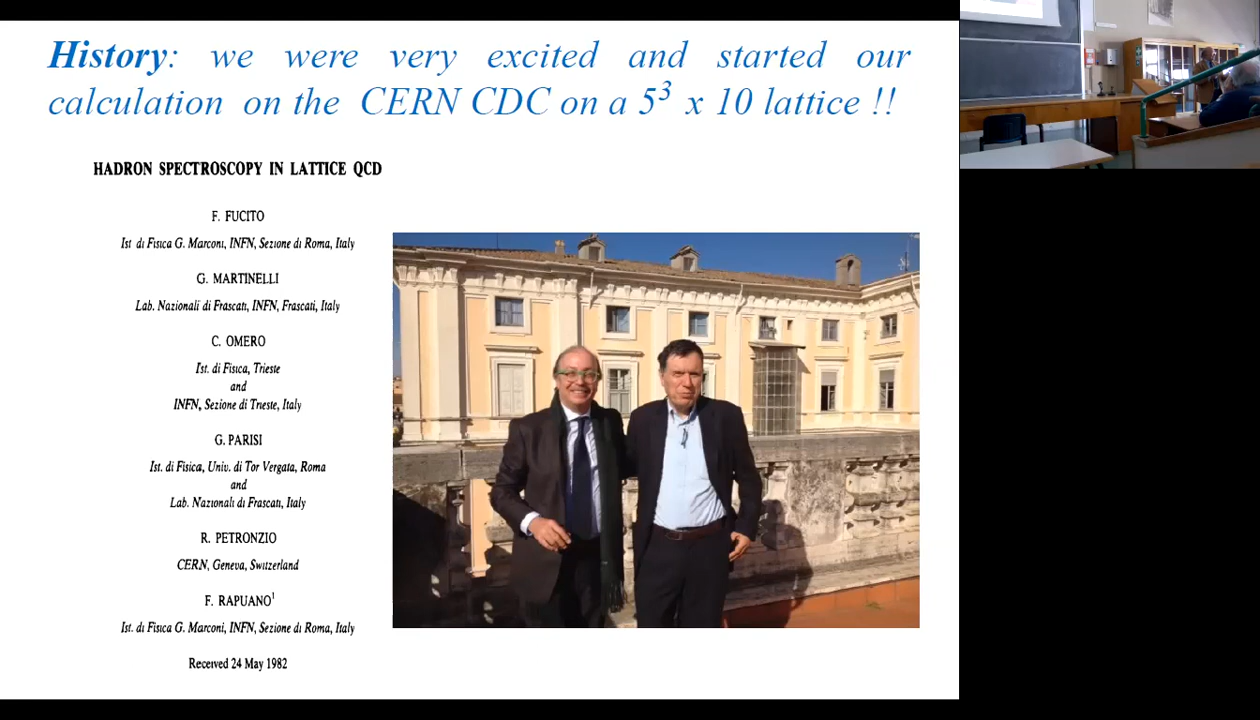 History: we were very excited and started our
calculation on the CERN CDC on a 5³ x 10 lattice !!
HADRON SPECTROSCOPY IN LATTICE QCD
F. FUCITO
Ist di Fisica G. Marconi, INFN, Sezione di Roma, Italy
G. MARTINELLI
Lab. Nazionali di Frascati, INFN, Frascati, Italy
C. OMERO
Ist. di Fisica, Trieste
and
INFN, Sezione di Trieste, Italy
G. PARISI
Ist. di Fisica, Univ. di Tor Vergata, Roma
and
Lab. Nazionali di Frascati, Italy
R. PETRONZIO
CERN, Geneva, Switzerland
F. RAPUANO¹
Ist. di Fisica G. Marconi, INFN, Sezione di Roma, Italy
Received 24 May 1982